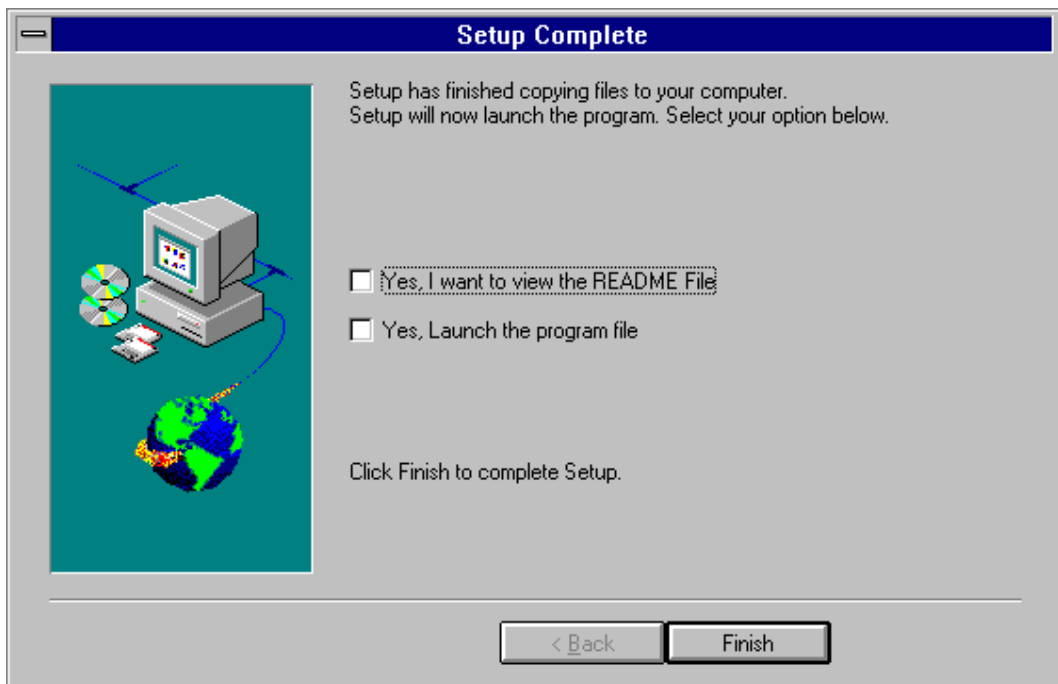 Setup Complete
Setup has finished copying files to your computer.
Setup will now launch the program. Select your option below.
Yes, I want to view the README File
Yes, Launch the program file
Click Finish to complete Setup.
< Back
Finish